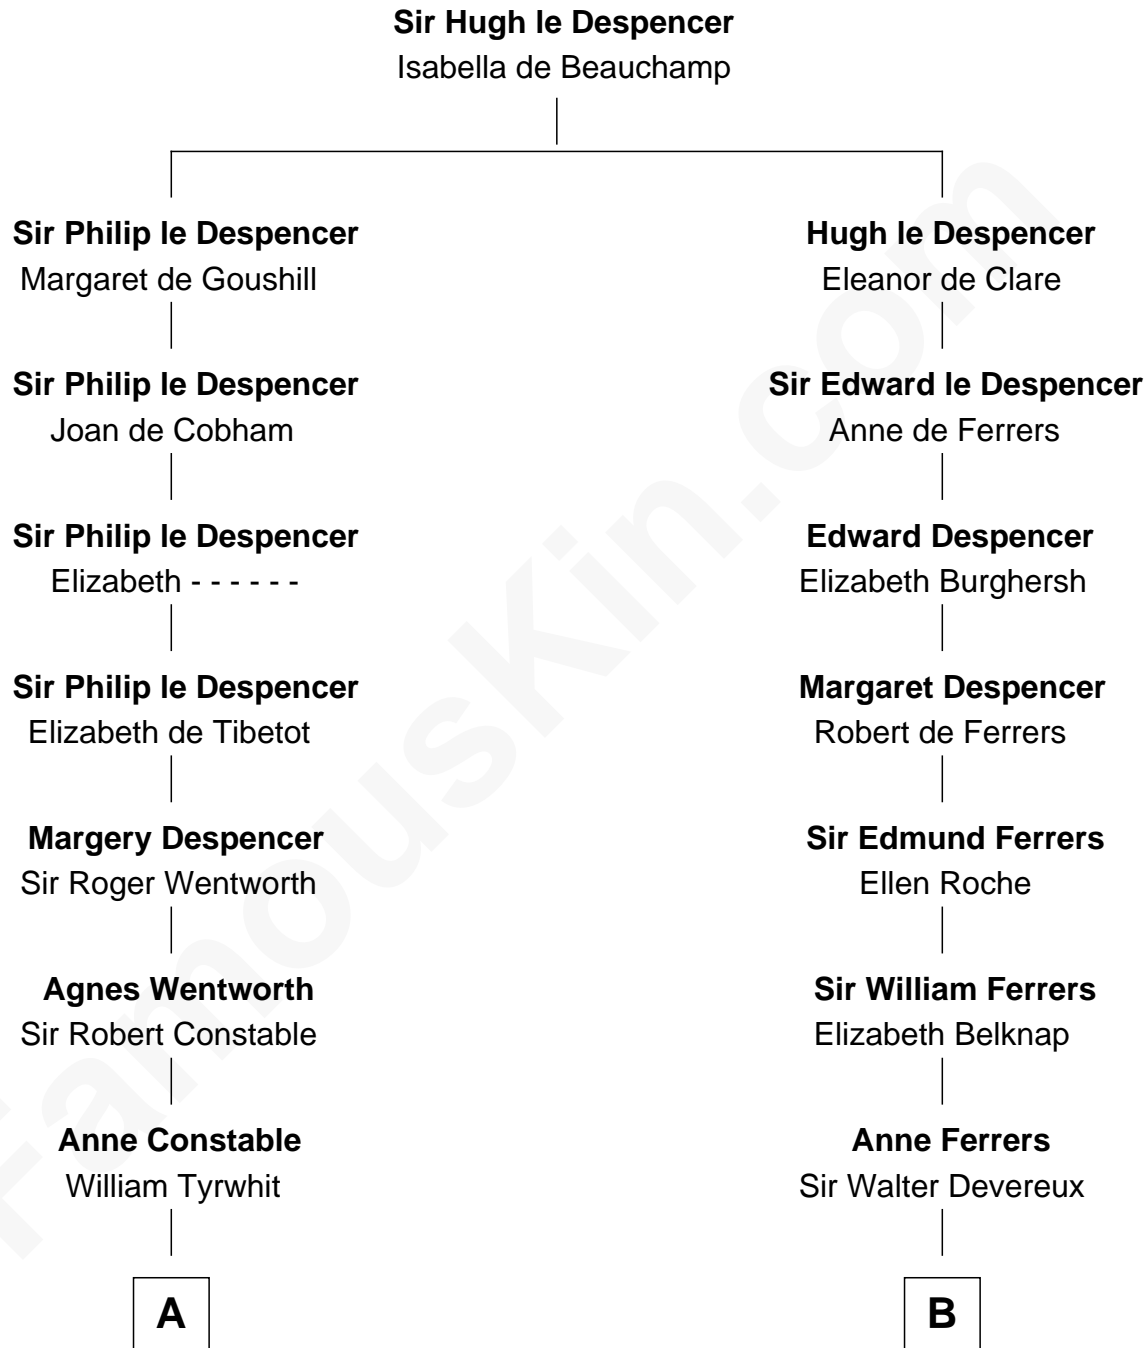 Sir Hugh le Despencer
Isabella de Beauchamp
Sir Philip le Despencer
Margaret de Goushill
Hugh le Despencer
Eleanor de Clare
Sir Philip le Despencer
Joan de Cobham
Sir Edward le Despencer
Anne de Ferrers
Sir Philip le Despencer
Elizabeth - - - - - -
Edward Despencer
Elizabeth Burghersh
Sir Philip le Despencer
Elizabeth de Tibetot
Margaret Despencer
Robert de Ferrers
Margery Despencer
Sir Roger Wentworth
Sir Edmund Ferrers
Ellen Roche
Agnes Wentworth
Sir Robert Constable
Sir William Ferrers
Elizabeth Belknap
Anne Constable
William Tyrwhit
Anne Ferrers
Sir Walter Devereux
A
B
FamousKin.com